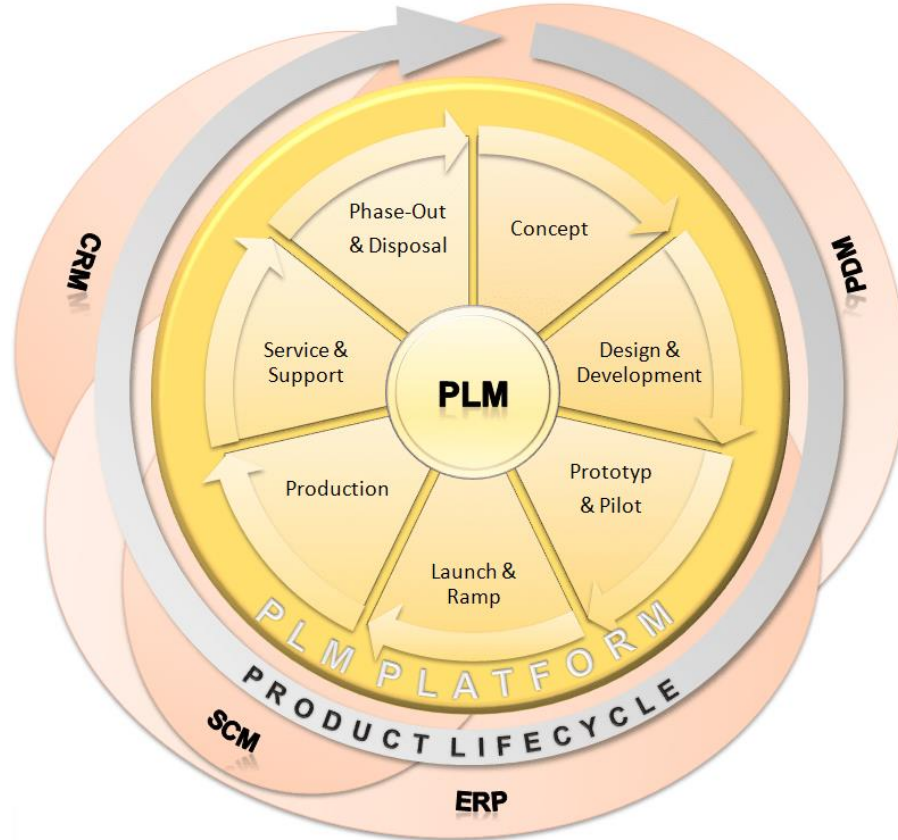 Phase-Out
& Disposal
Concept
CRM
PDM
Service &
Support
PLM
Design &
Development
Production
Prototyp
& Pilot
Launch &
Ramp
PLM PLATFORM
PRODUCT LIFECYCLE
SCM
ERP